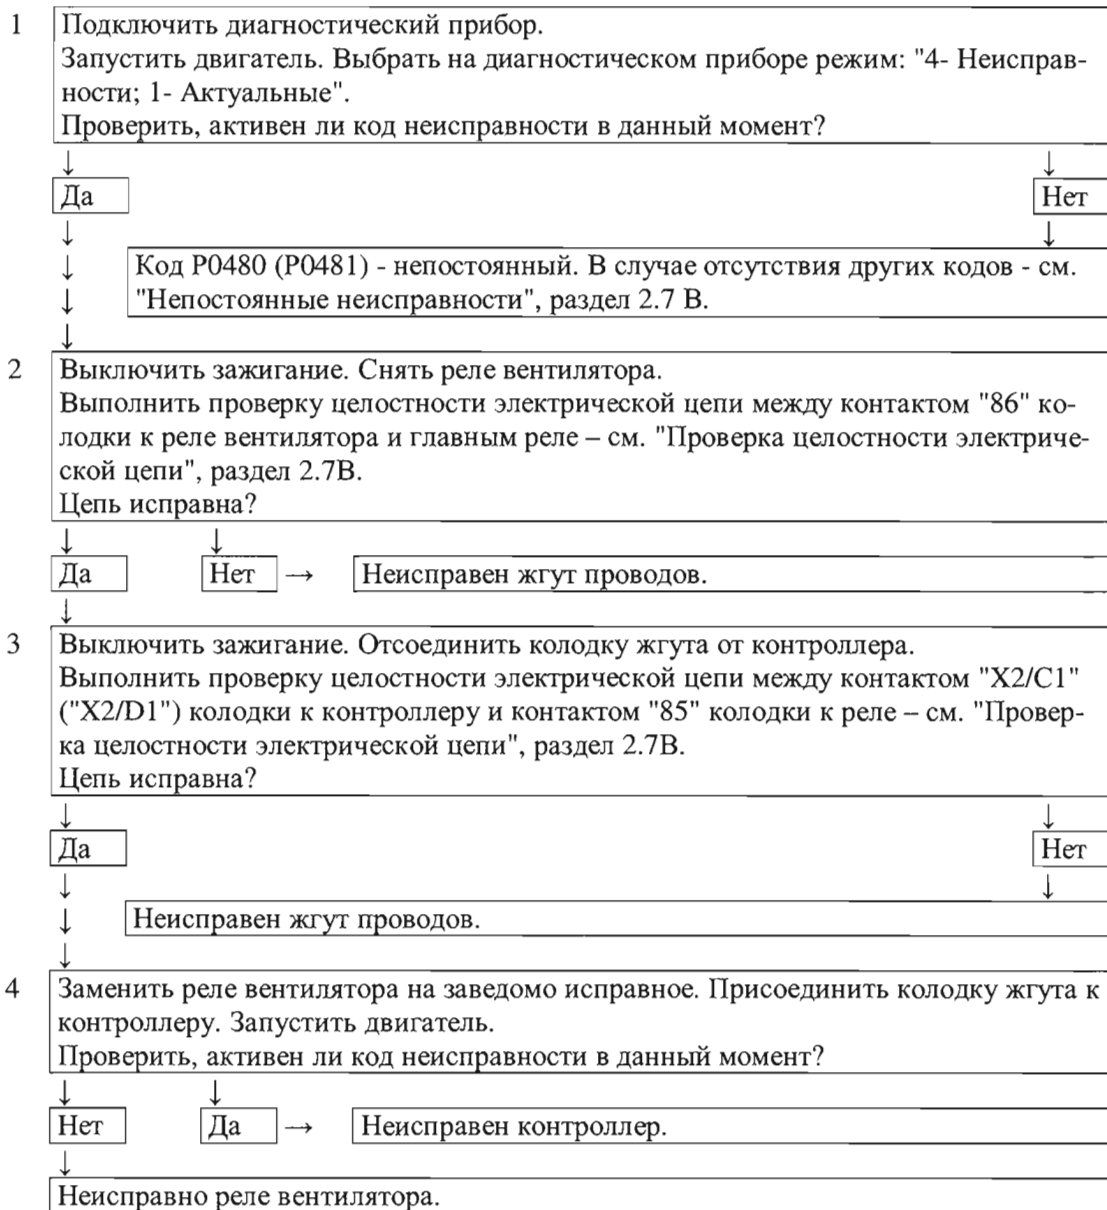 1 Подключить диагностический прибор.
Запустить двигатель. Выбрать на диагностическом приборе режим: "4- Неисправ-
ности; 1- Актуальные".
Проверить, активен ли код неисправности в данный момент?
↓ ↓
Да Нет
↓ ↓
↓ Код P0480 (P0481) - непостоянный. В случае отсутствия других кодов - см.
↓ "Непостоянные неисправности", раздел 2.7 В.
↓
2 Выключить зажигание. Снять реле вентилятора.
Выполнить проверку целостности электрической цепи между контактом "86" ко-
лодки к реле вентилятора и главным реле – см. "Проверка целостности электриче-
ской цепи", раздел 2.7В.
Цепь исправна?
↓ ↓
Да Нет → Неисправен жгут проводов.
↓
3 Выключить зажигание. Отсоединить колодку жгута от контроллера.
Выполнить проверку целостности электрической цепи между контактом "X2/C1"
("X2/D1") колодки к контроллеру и контактом "85" колодки к реле – см. "Провер-
ка целостности электрической цепи", раздел 2.7В.
Цепь исправна?
↓ ↓
Да Нет
↓ ↓
↓ Неисправен жгут проводов.
↓
4 Заменить реле вентилятора на заведомо исправное. Присоединить колодку жгута к
контроллеру. Запустить двигатель.
Проверить, активен ли код неисправности в данный момент?
↓ ↓
Нет Да → Неисправен контроллер.
↓
Неисправно реле вентилятора.